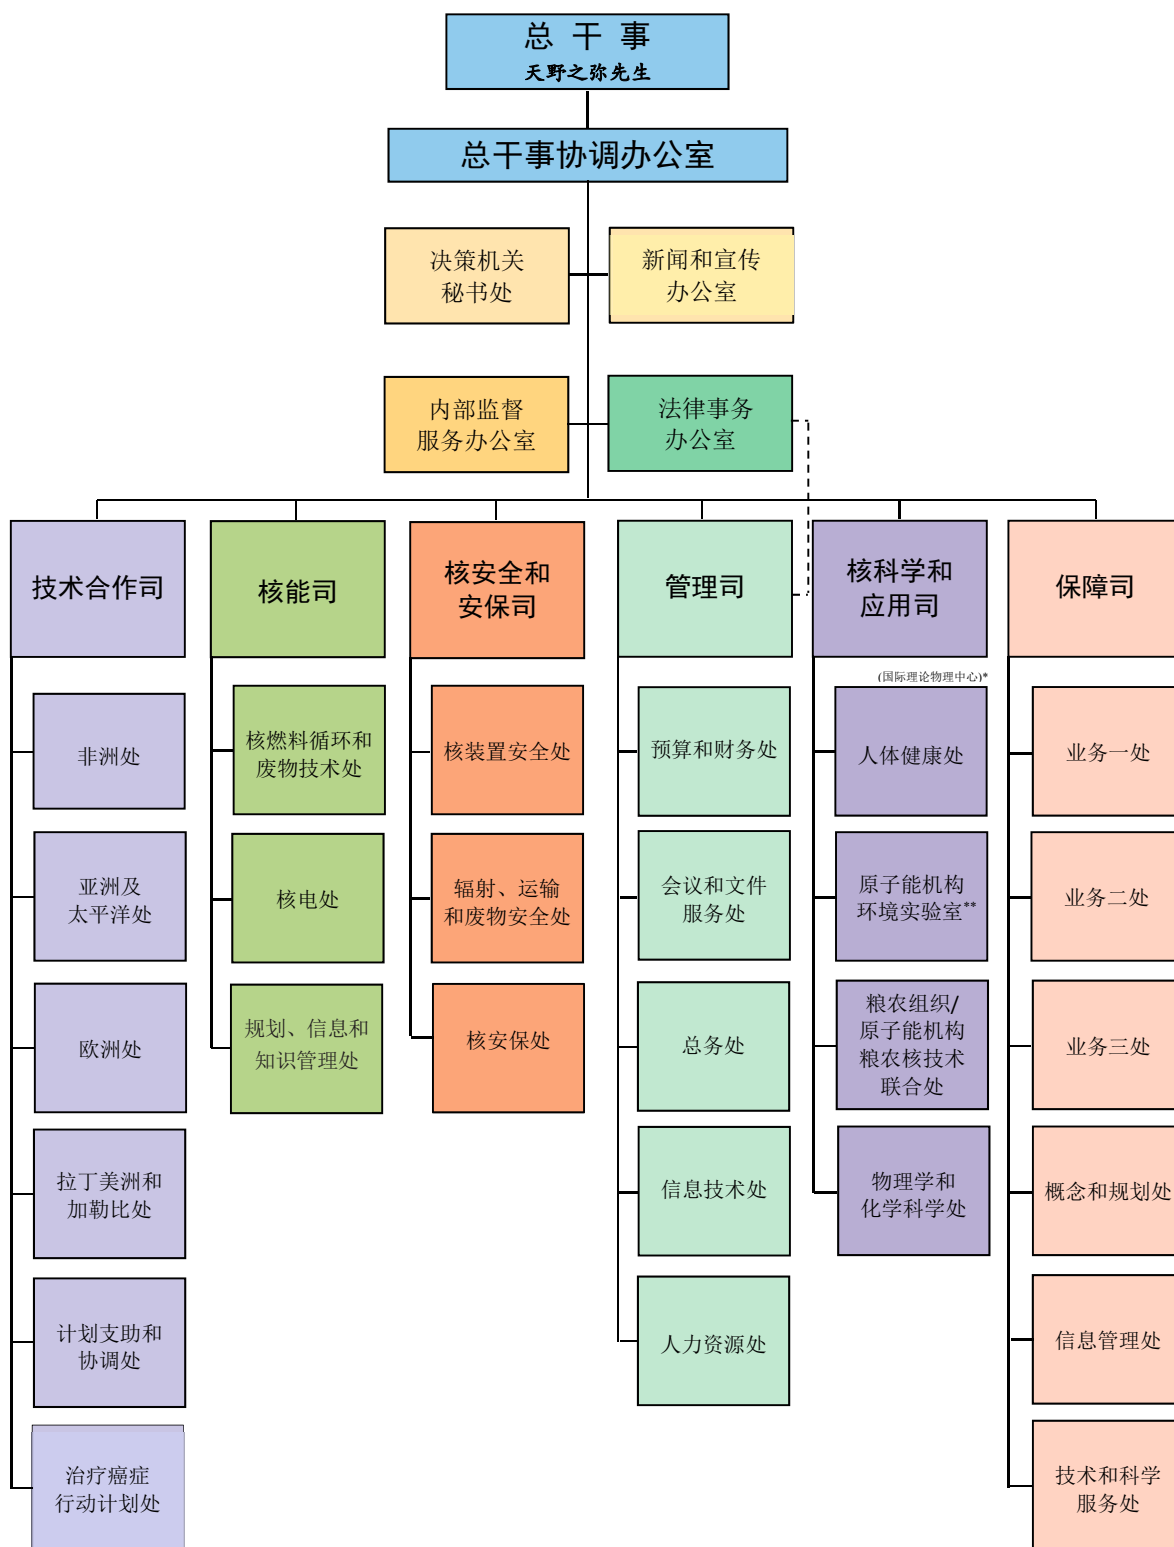 总 干 事
天野之弥先生
总干事协调办公室
决策机关
秘书处
新闻和宣传
办公室
内部监督
服务办公室
法律事务
办公室
技术合作司
非洲处
亚洲及
太平洋处
欧洲处
拉丁美洲和
加勒比处
计划支助和
协调处
治疗癌症
行动计划处
核能司
核燃料循环和
废物技术处
核电处
规划、信息和
知识管理处
核安全和
安保司
核装置安全处
辐射、运输
和废物安全处
核安保处
管理司
预算和财务处
会议和文件
服务处
总务处
信息技术处
人力资源处
核科学和
应用司
(国际理论物理中心)*
人体健康处
原子能机构
环境实验室**
粮农组织/
原子能机构
粮农核技术
联合处
物理学和
化学科学处
保障司
业务一处
业务二处
业务三处
概念和规划处
信息管理处
技术和科学
服务处